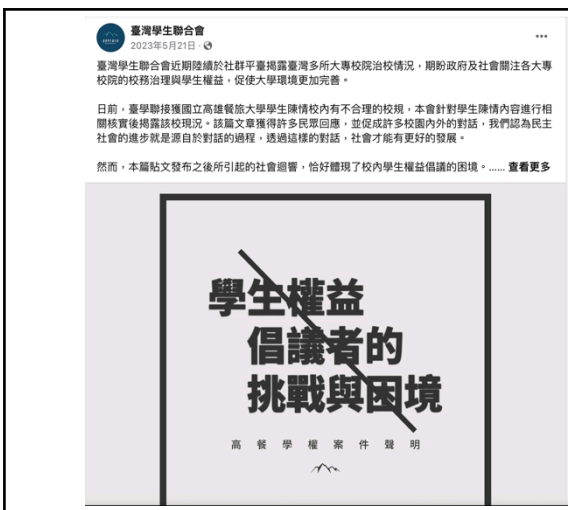 臺灣學生聯合會
2023年5月21日 ·
臺灣學生聯合會近期陸續於社群平臺揭露臺灣多所大專校院治校情況，期盼政府及社會關注各大專
校院的校務治理與學生權益，促使大學環境更加完善。
日前，臺學聯接獲國立高雄餐旅大學學生陳情校內有不合理的校規，本會針對學生陳情內容進行相
關核實後揭露該校現況。該篇文章獲得許多民眾回應，並促成許多校園內外的對話，我們認為民主
社會的進步就是源自於對話的過程，透過這樣的對話，社會才能有更好的發展。
然而，本篇貼文發布之後所引起的社會迴響，恰好體現了校內學生權益倡議的困境。...... 查看更多
學生權益
倡議者的
挑戰與困境
高餐學權案件聲明